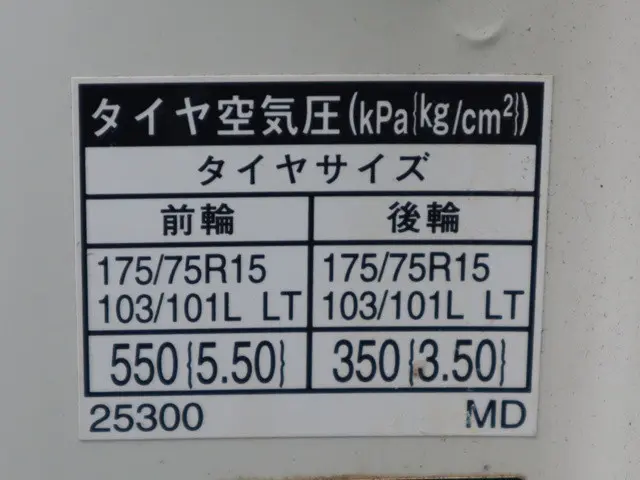 タイヤ空気圧(kPa{kg/cm²})
タイヤサイズ
前輪 後輪
175/75R15 175/75R15
103/101L LT 103/101L LT
550{5.50} 350{3.50}
25300 MD